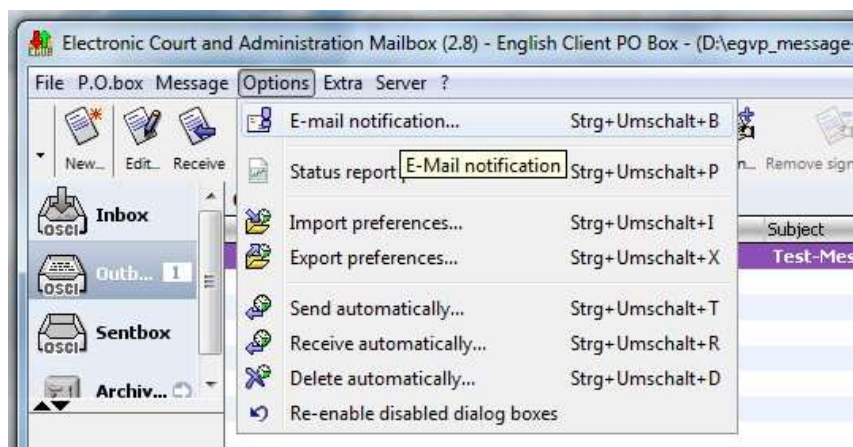 Electronic Court and Administration Mailbox (2.8) - English Client PO Box - (D:\egvp_message-
File P.O.box Message Options Extra Server ?
New... Edit... Receive
Remove sign
E-mail notification... Strg+Umschalt+B
Status report Strg+Umschalt+P
E-Mail notification
Import preferences... Strg+Umschalt+I
Export preferences... Strg+Umschalt+X
Send automatically... Strg+Umschalt+T
Receive automatically... Strg+Umschalt+R
Delete automatically... Strg+Umschalt+D
Re-enable disabled dialog boxes
OSCI Inbox
OSCI Outb... 1
OSCI Sentbox
Archiv...
Subject
Test-Mes